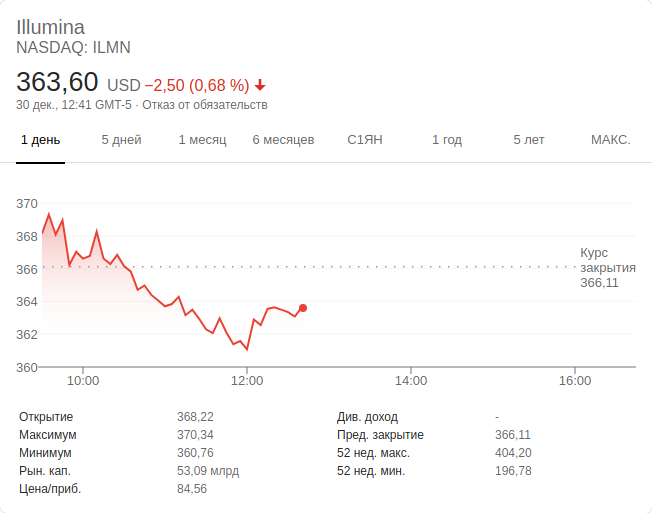 Illumina
NASDAQ: ILMN
363,60 USD −2,50 (0,68 %)
30 дек., 12:41 GMT-5 · Отказ от обязательств
1 день 5 дней 1 месяц 6 месяцев С1ЯН 1 год 5 лет МАКС.
370
368
366
364
362
360
Курс
закрытия
366,11
10:00 12:00 14:00 16:00
Открытие 368,22
Максимум 370,34
Минимум 360,76
Рын. кап. 53,09 млрд
Цена/приб. 84,56
Див. доход -
Пред. закрытие 366,11
52 нед. макс. 404,20
52 нед. мин. 196,78